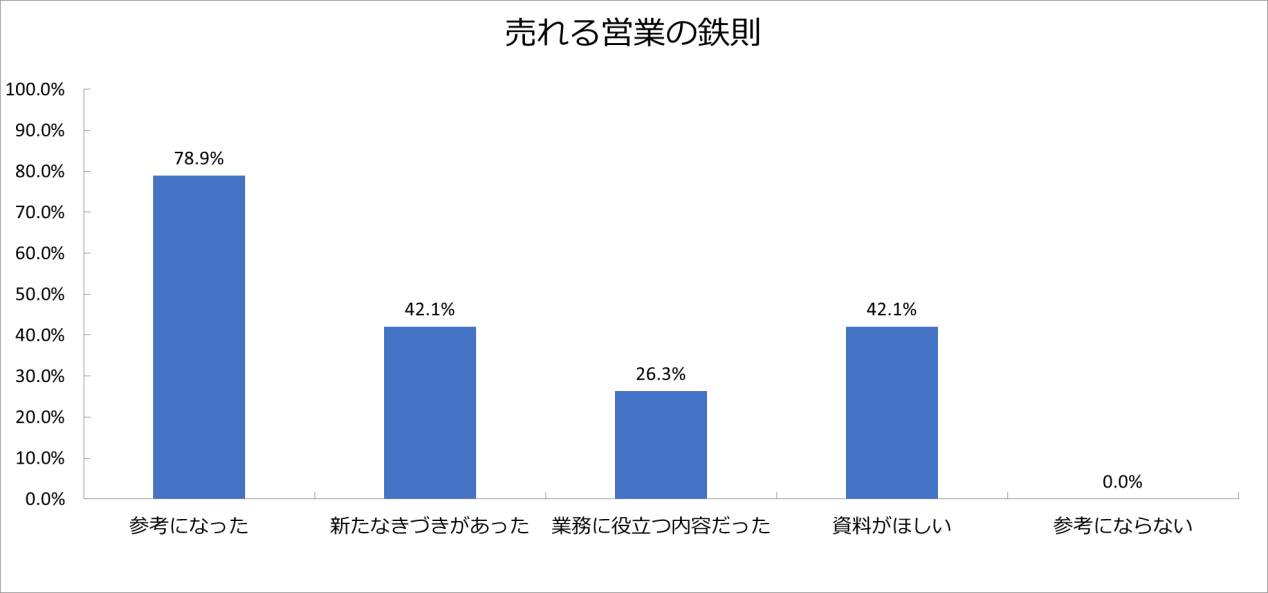 売れる営業の鉄則
100.0%
90.0%
80.0%
70.0%
60.0%
50.0%
40.0%
30.0%
20.0%
10.0%
0.0%
78.9%
42.1%
26.3%
42.1%
0.0%
参考になった
新たなきづきがあった
業務に役立つ内容だった
資料がほしい
参考にならない